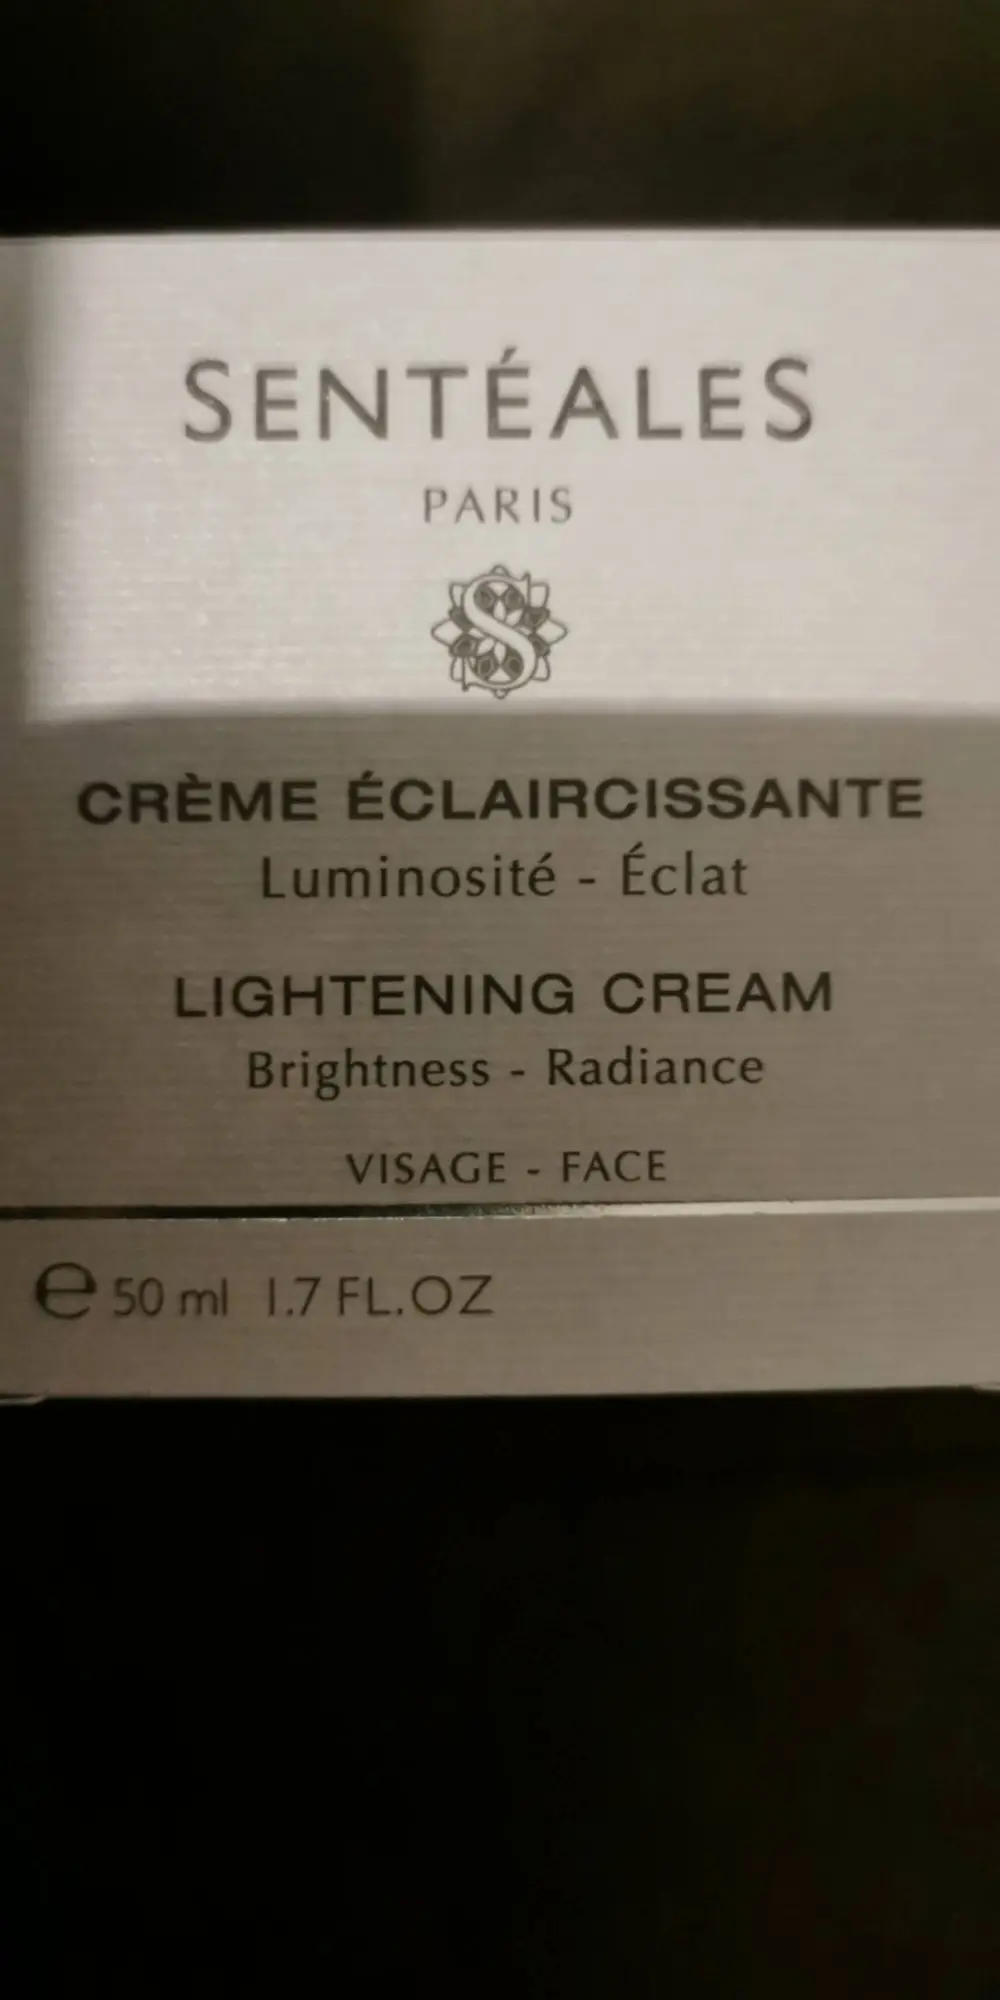 SENTÉALES
PARIS
S
CRÈME ÉCLAIRCISSANTE
Luminosité - Éclat
LIGHTENING CREAM
Brightness - Radiance
VISAGE - FACE
e 50 ml 1.7 FL.OZ